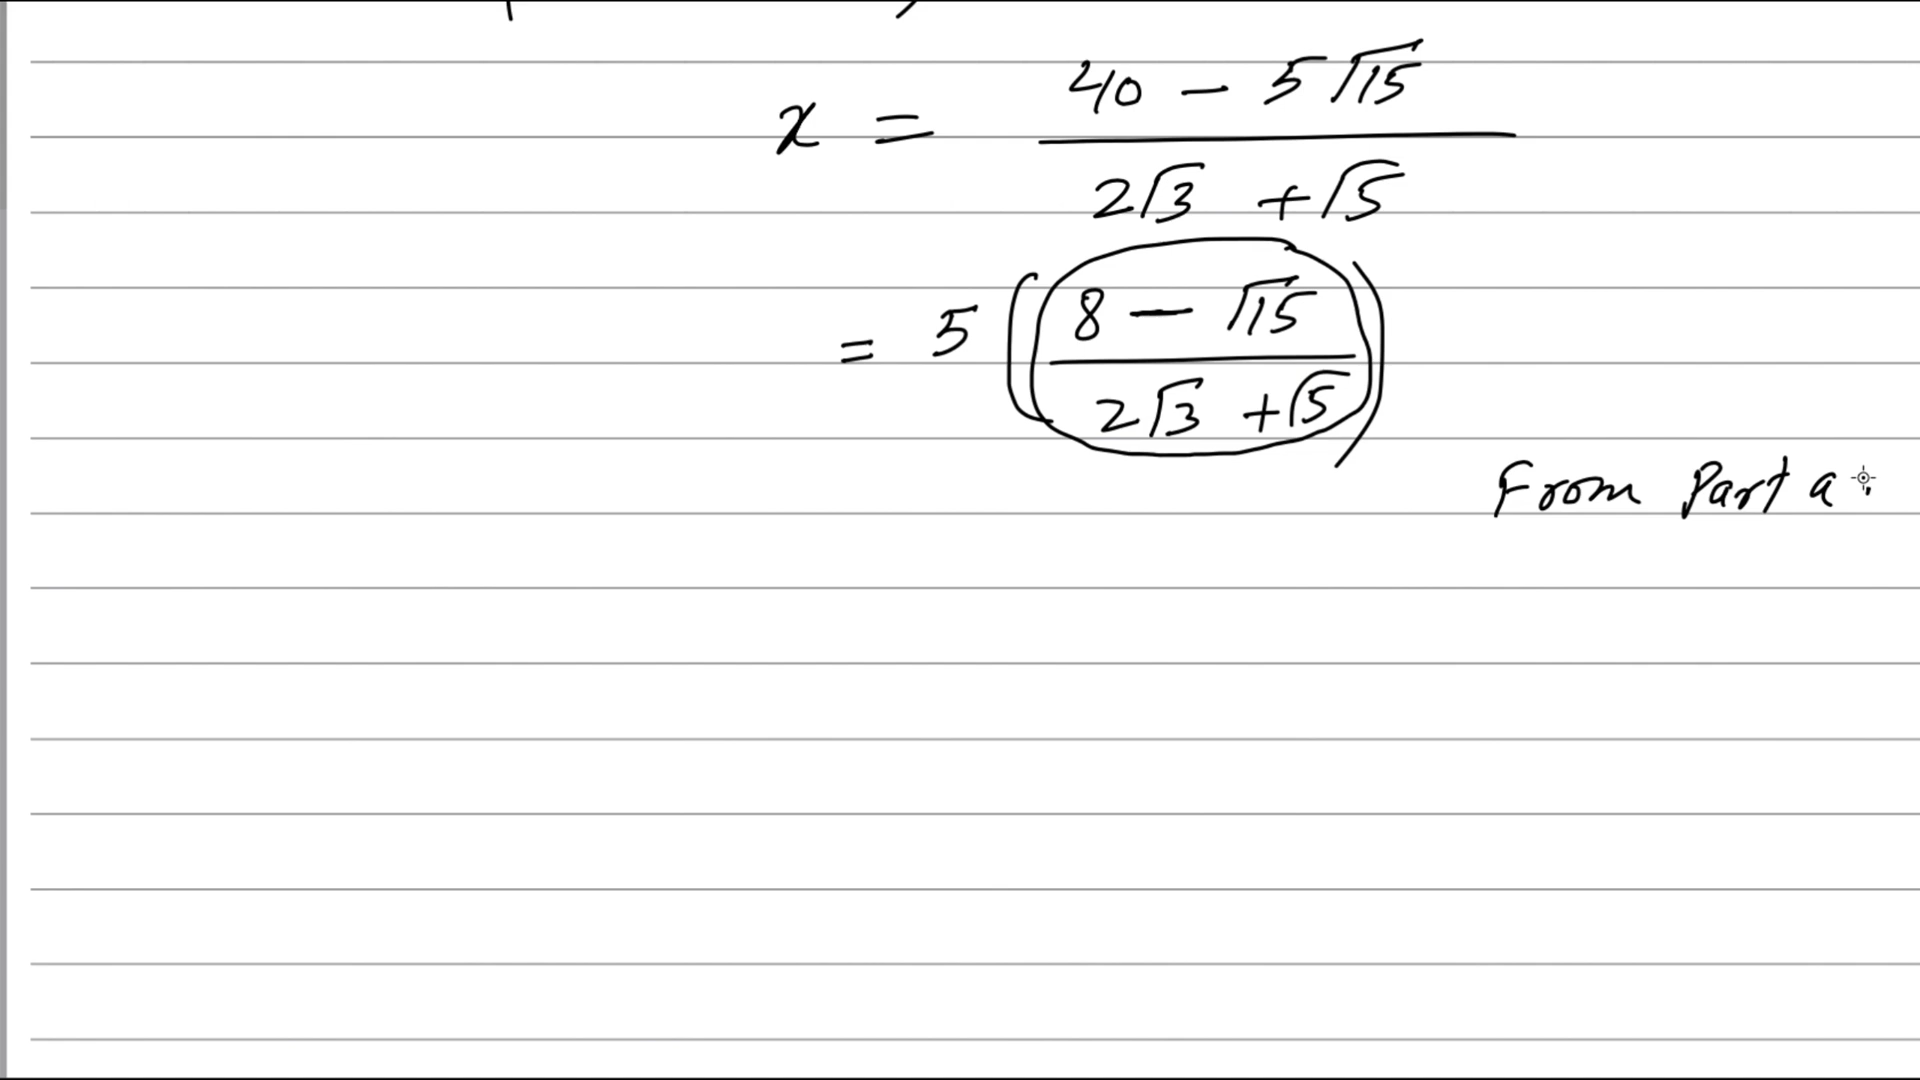 x = 40 - 5√15 / 2√3 + √5
= 5 ( 8 - √15 / 2√3 + √5 )
From Part a :